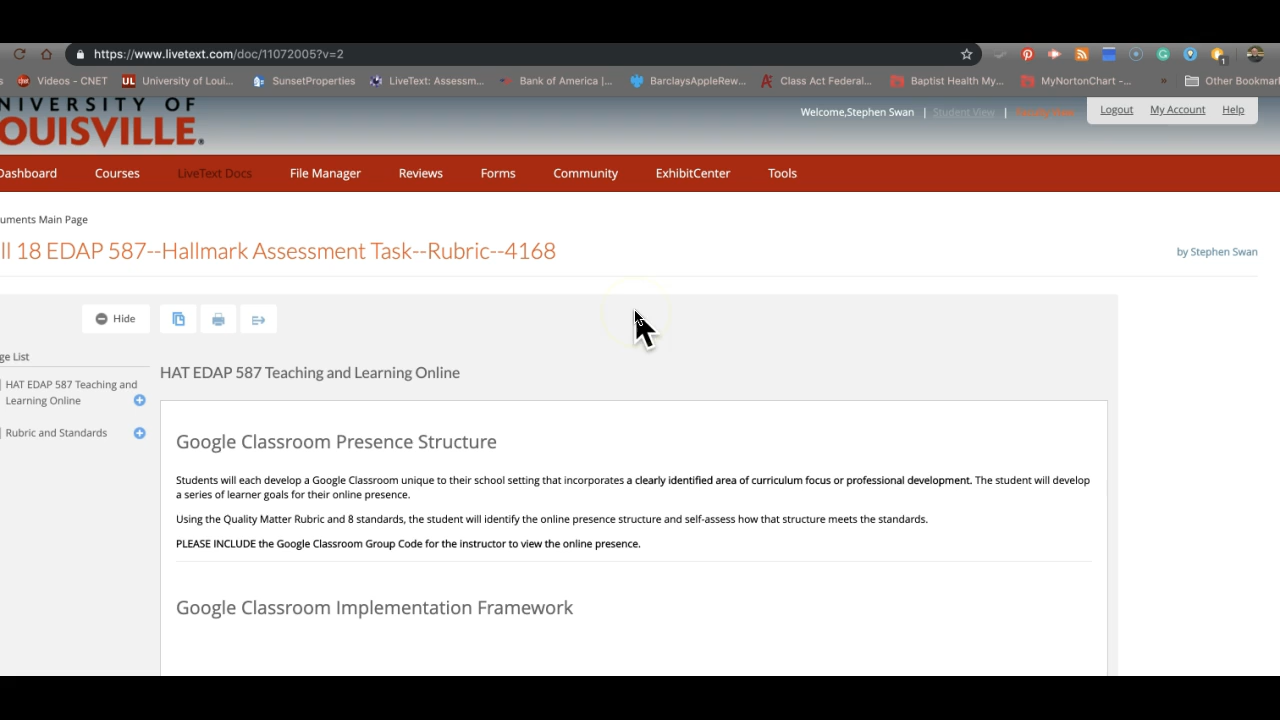 https://www.livetext.com/doc/11072005?v=2
s Videos - CNET University of Loui... SunsetProperties LiveText: Assessm... Bank of America |... BarclaysAppleRew... Class Act Federal... Baptist Health My... MyNortonChart -... » Other Bookmar
NIVERSITY OF
OUISVILLE.
Welcome,Stephen Swan | Student View | Logout My Account Help
Dashboard Courses LiveText Docs File Manager Reviews Forms Community ExhibitCenter Tools
uments Main Page
ll 18 EDAP 587--Hallmark Assessment Task--Rubric--4168
by Stephen Swan
Hide
ge List
HAT EDAP 587 Teaching and Learning Online
HAT EDAP 587 Teaching and
Learning Online
Rubric and Standards
Google Classroom Presence Structure
Students will each develop a Google Classroom unique to their school setting that incorporates a clearly identified area of curriculum focus or professional development. The student will develop
a series of learner goals for their online presence.
Using the Quality Matter Rubric and 8 standards, the student will identify the online presence structure and self-assess how that structure meets the standards.
PLEASE INCLUDE the Google Classroom Group Code for the instructor to view the online presence.
Google Classroom Implementation Framework